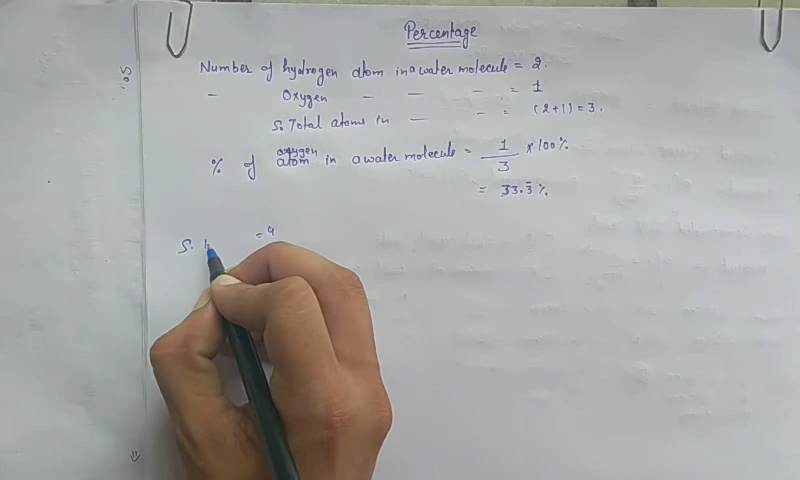 Percentage
Number of hydrogen atom in a water molecule = 2.
- Oxygen - - - = 1
S. Total atoms in - - = (2+1) = 3.
% of oxygen atom in a water molecule = 1/3 × 100%
= 33.3̄ %.
S. = 4